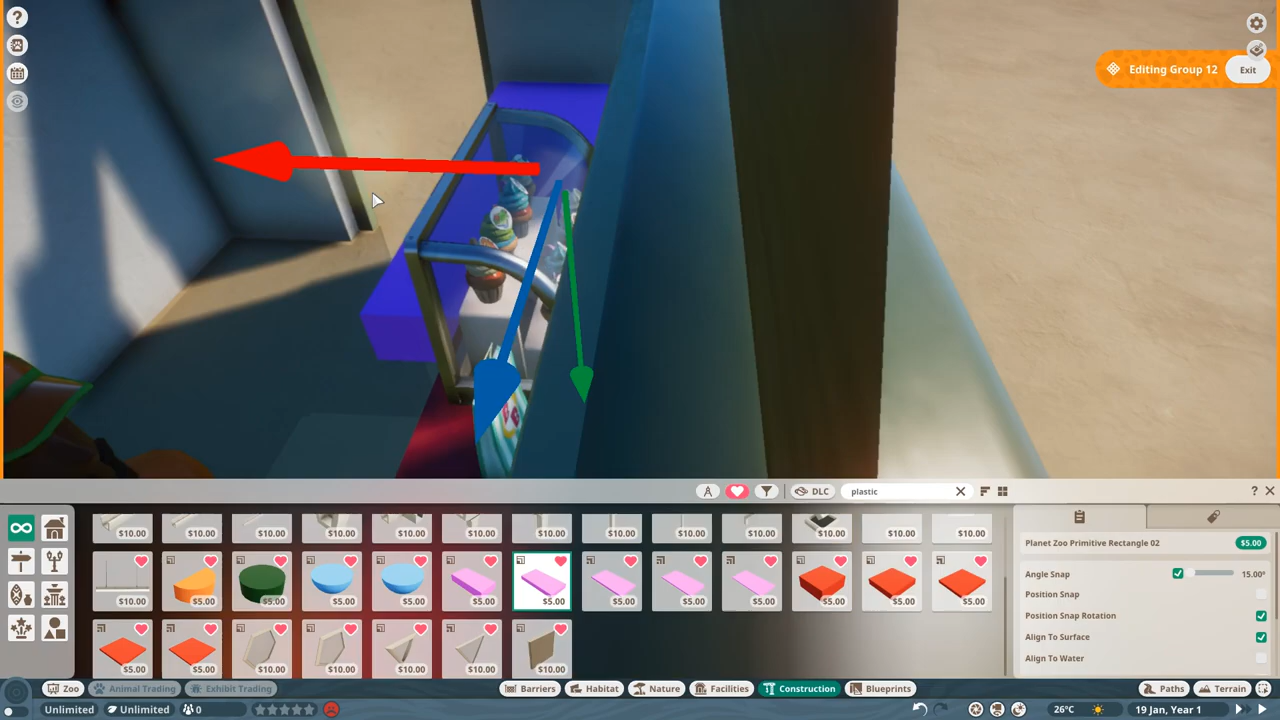 Editing Group 12
Exit
DLC
plastic
$10.00 $10.00 $10.00 $10.00 $10.00 $10.00 $10.00 $10.00 $10.00 $10.00 $10.00 $10.00 $10.00
$10.00 $5.00 $5.00 $5.00 $5.00 $5.00 $5.00 $5.00 $5.00 $5.00 $5.00 $5.00 $5.00
$5.00 $5.00 $10.00 $10.00 $10.00 $10.00 $10.00
Planet Zoo Primitive Rectangle 02 $5.00
Angle Snap 15.00°
Position Snap
Position Snap Rotation
Align To Surface
Align To Water
Zoo Animal Trading Exhibit Trading Barriers Habitat Nature Facilities Construction Blueprints Paths Terrain
Unlimited Unlimited 0 26°C 19 Jan, Year 1